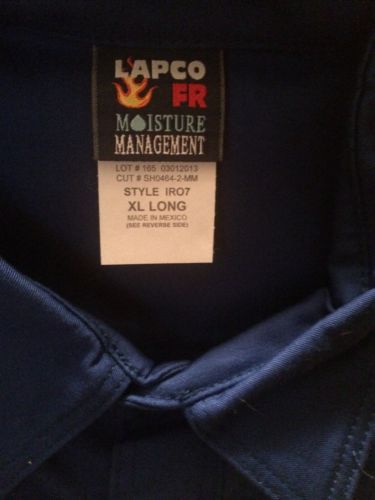 LAPCO
FR
MOISTURE
MANAGEMENT
LOT # 165 03012013
CUT # SH0464-2-MM
STYLE IRO7
XL LONG
MADE IN MEXICO
(SEE REVERSE SIDE)